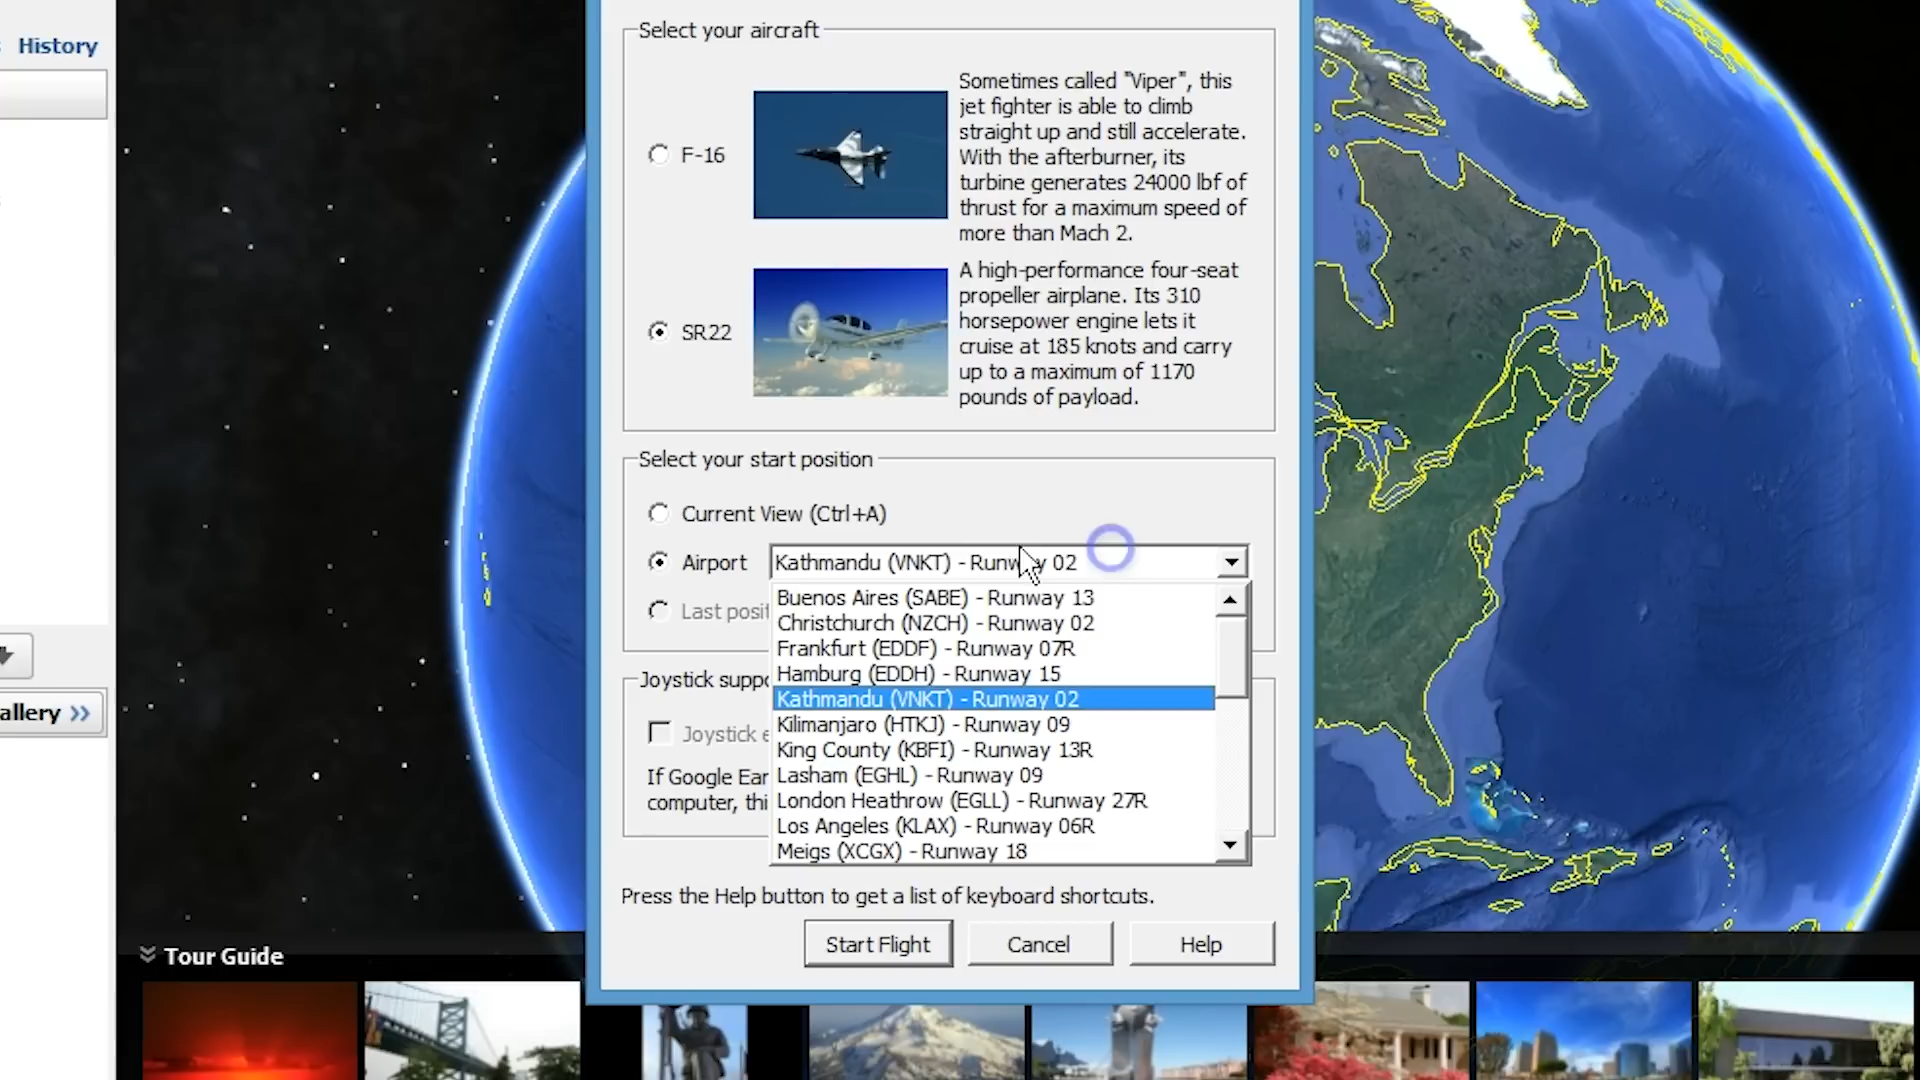 History
Select your aircraft
F-16
Sometimes called "Viper", this
jet fighter is able to climb
straight up and still accelerate.
With the afterburner, its
turbine generates 24000 lbf of
thrust for a maximum speed of
more than Mach 2.
SR22
A high-performance four-seat
propeller airplane. Its 310
horsepower engine lets it
cruise at 185 knots and carry
up to a maximum of 1170
pounds of payload.
Select your start position
Current View (Ctrl+A)
Airport
Kathmandu (VNKT) - Runway 02
Last posit
Buenos Aires (SABE) - Runway 13
Christchurch (NZCH) - Runway 02
Frankfurt (EDDF) - Runway 07R
Hamburg (EDDH) - Runway 15
Kathmandu (VNKT) - Runway 02
Kilimanjaro (HTKJ) - Runway 09
King County (KBFI) - Runway 13R
Lasham (EGHL) - Runway 09
London Heathrow (EGLL) - Runway 27R
Los Angeles (KLAX) - Runway 06R
Meigs (XCGX) - Runway 18
Joystick suppo
Joystick e
If Google Ear
computer, thi
allery >>
Press the Help button to get a list of keyboard shortcuts.
Start Flight
Cancel
Help
Tour Guide